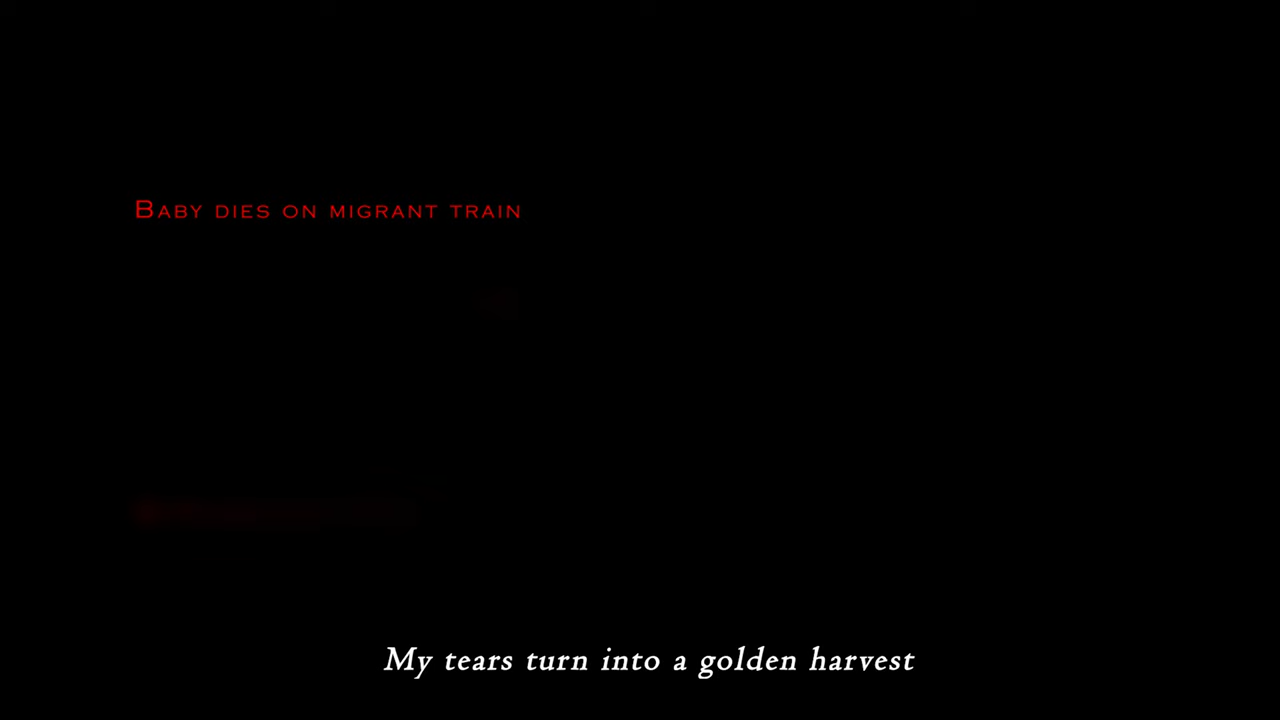 Baby dies on migrant train
My tears turn into a golden harvest